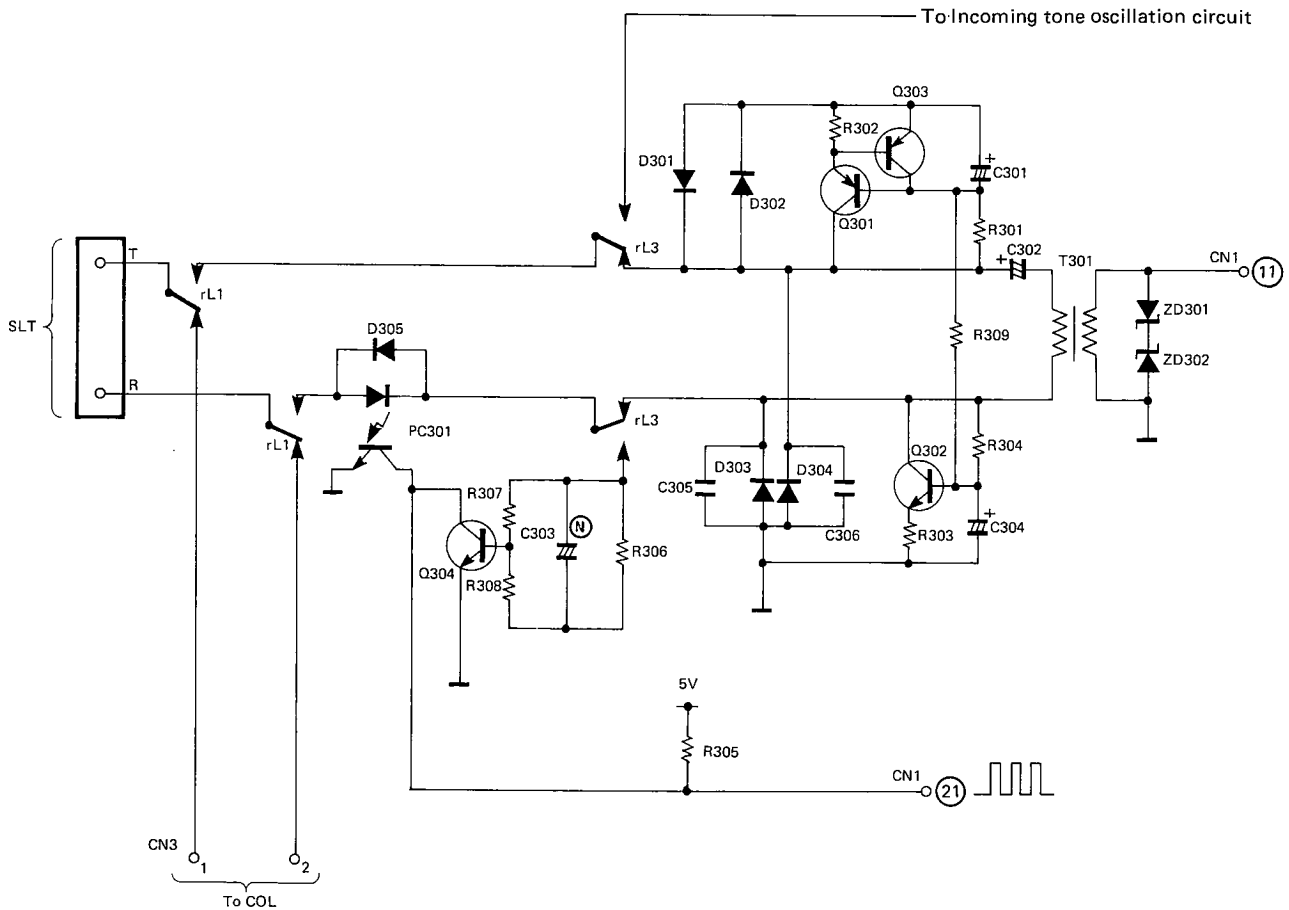 To Incoming tone oscillation circuit
Q303
R302
D301
D302
Q301
+
C301
R301
C302
+
T301
CN1
11
T
rL3
rL1
SLT
D305
R309
ZD301
ZD302
R
rL1
PC301
rL3
Q302
R304
D303
D304
C305
C306
R303
+
C304
R307
C303
N
R306
Q304
R308
5V
R305
CN1
21
CN3
1
2
To COL